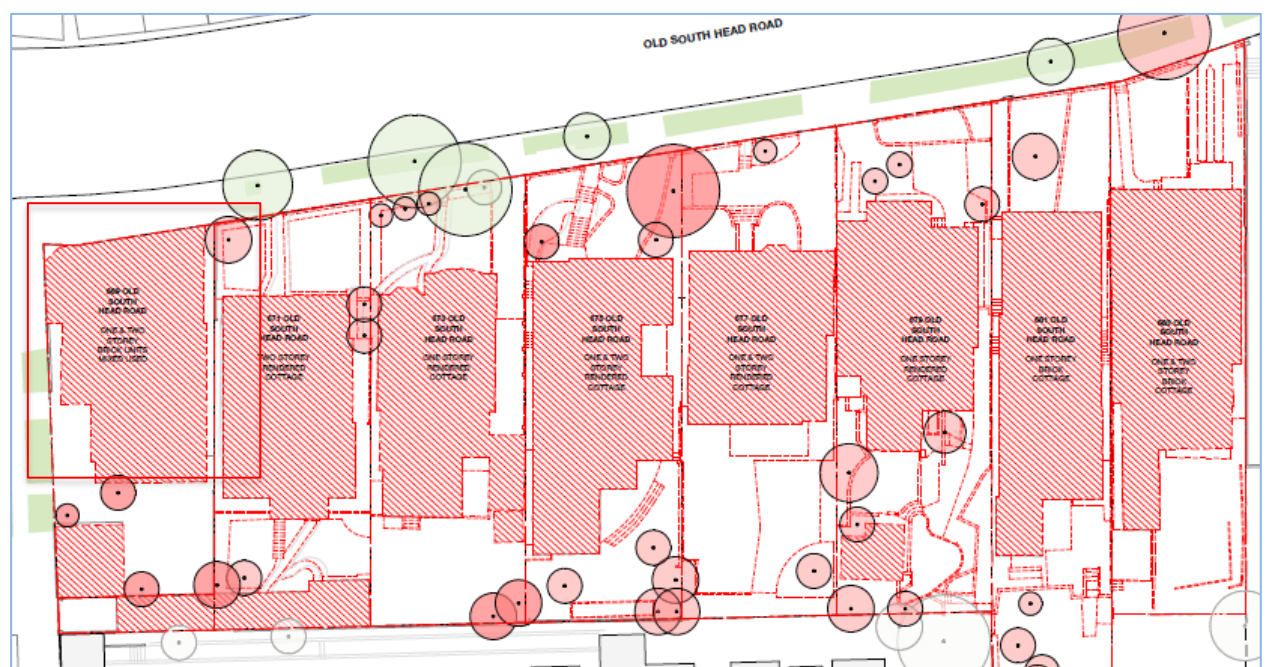 OLD SOUTH HEAD ROAD
669 OLD
SOUTH
HEAD ROAD
ONE & TWO
STOREY
BRICK UNITS
MIXED USED
671 OLD
SOUTH
HEAD ROAD
TWO STOREY
RENDERED
COTTAGE
673 OLD
SOUTH
HEAD ROAD
ONE STOREY
RENDERED
COTTAGE
675 OLD
SOUTH
HEAD ROAD
ONE & TWO
STOREY
RENDERED
COTTAGE
677 OLD
SOUTH
HEAD ROAD
ONE & TWO
STOREY
RENDERED
COTTAGE
679 OLD
SOUTH
HEAD ROAD
ONE STOREY
RENDERED
COTTAGE
681 OLD
SOUTH
HEAD ROAD
ONE STOREY
BRICK
COTTAGE
683 OLD
SOUTH
HEAD ROAD
ONE & TWO
STOREY
BRICK
COTTAGE